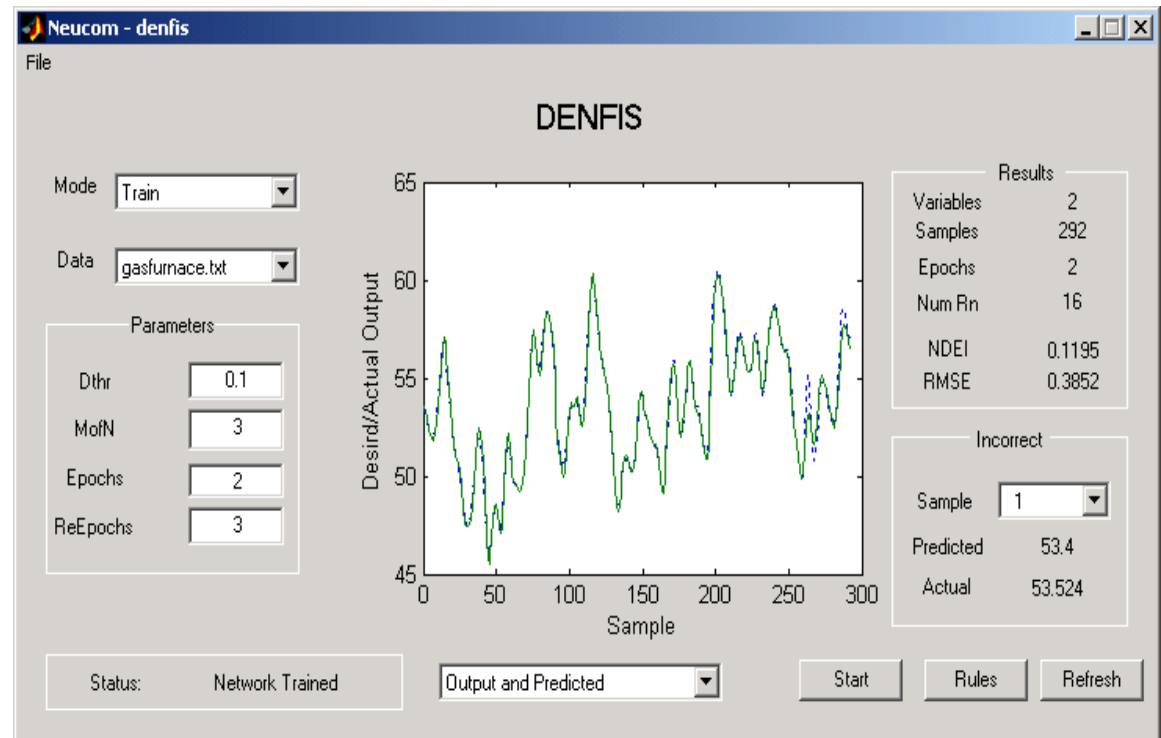 Neucom - denfis
File
DENFIS
Mode
Train
Data
gasfurnace.txt
Parameters
Dthr
0.1
MofN
3
Epochs
2
ReEpochs
3
65
60
55
50
45
Desird/Actual Output
0
50
100
150
200
250
300
Sample
Results
Variables
2
Samples
292
Epochs
2
Num Rn
16
NDEI
0.1195
RMSE
0.3852
Incorrect
Sample
1
Predicted
53.4
Actual
53.524
Status:
Network Trained
Output and Predicted
Start
Rules
Refresh